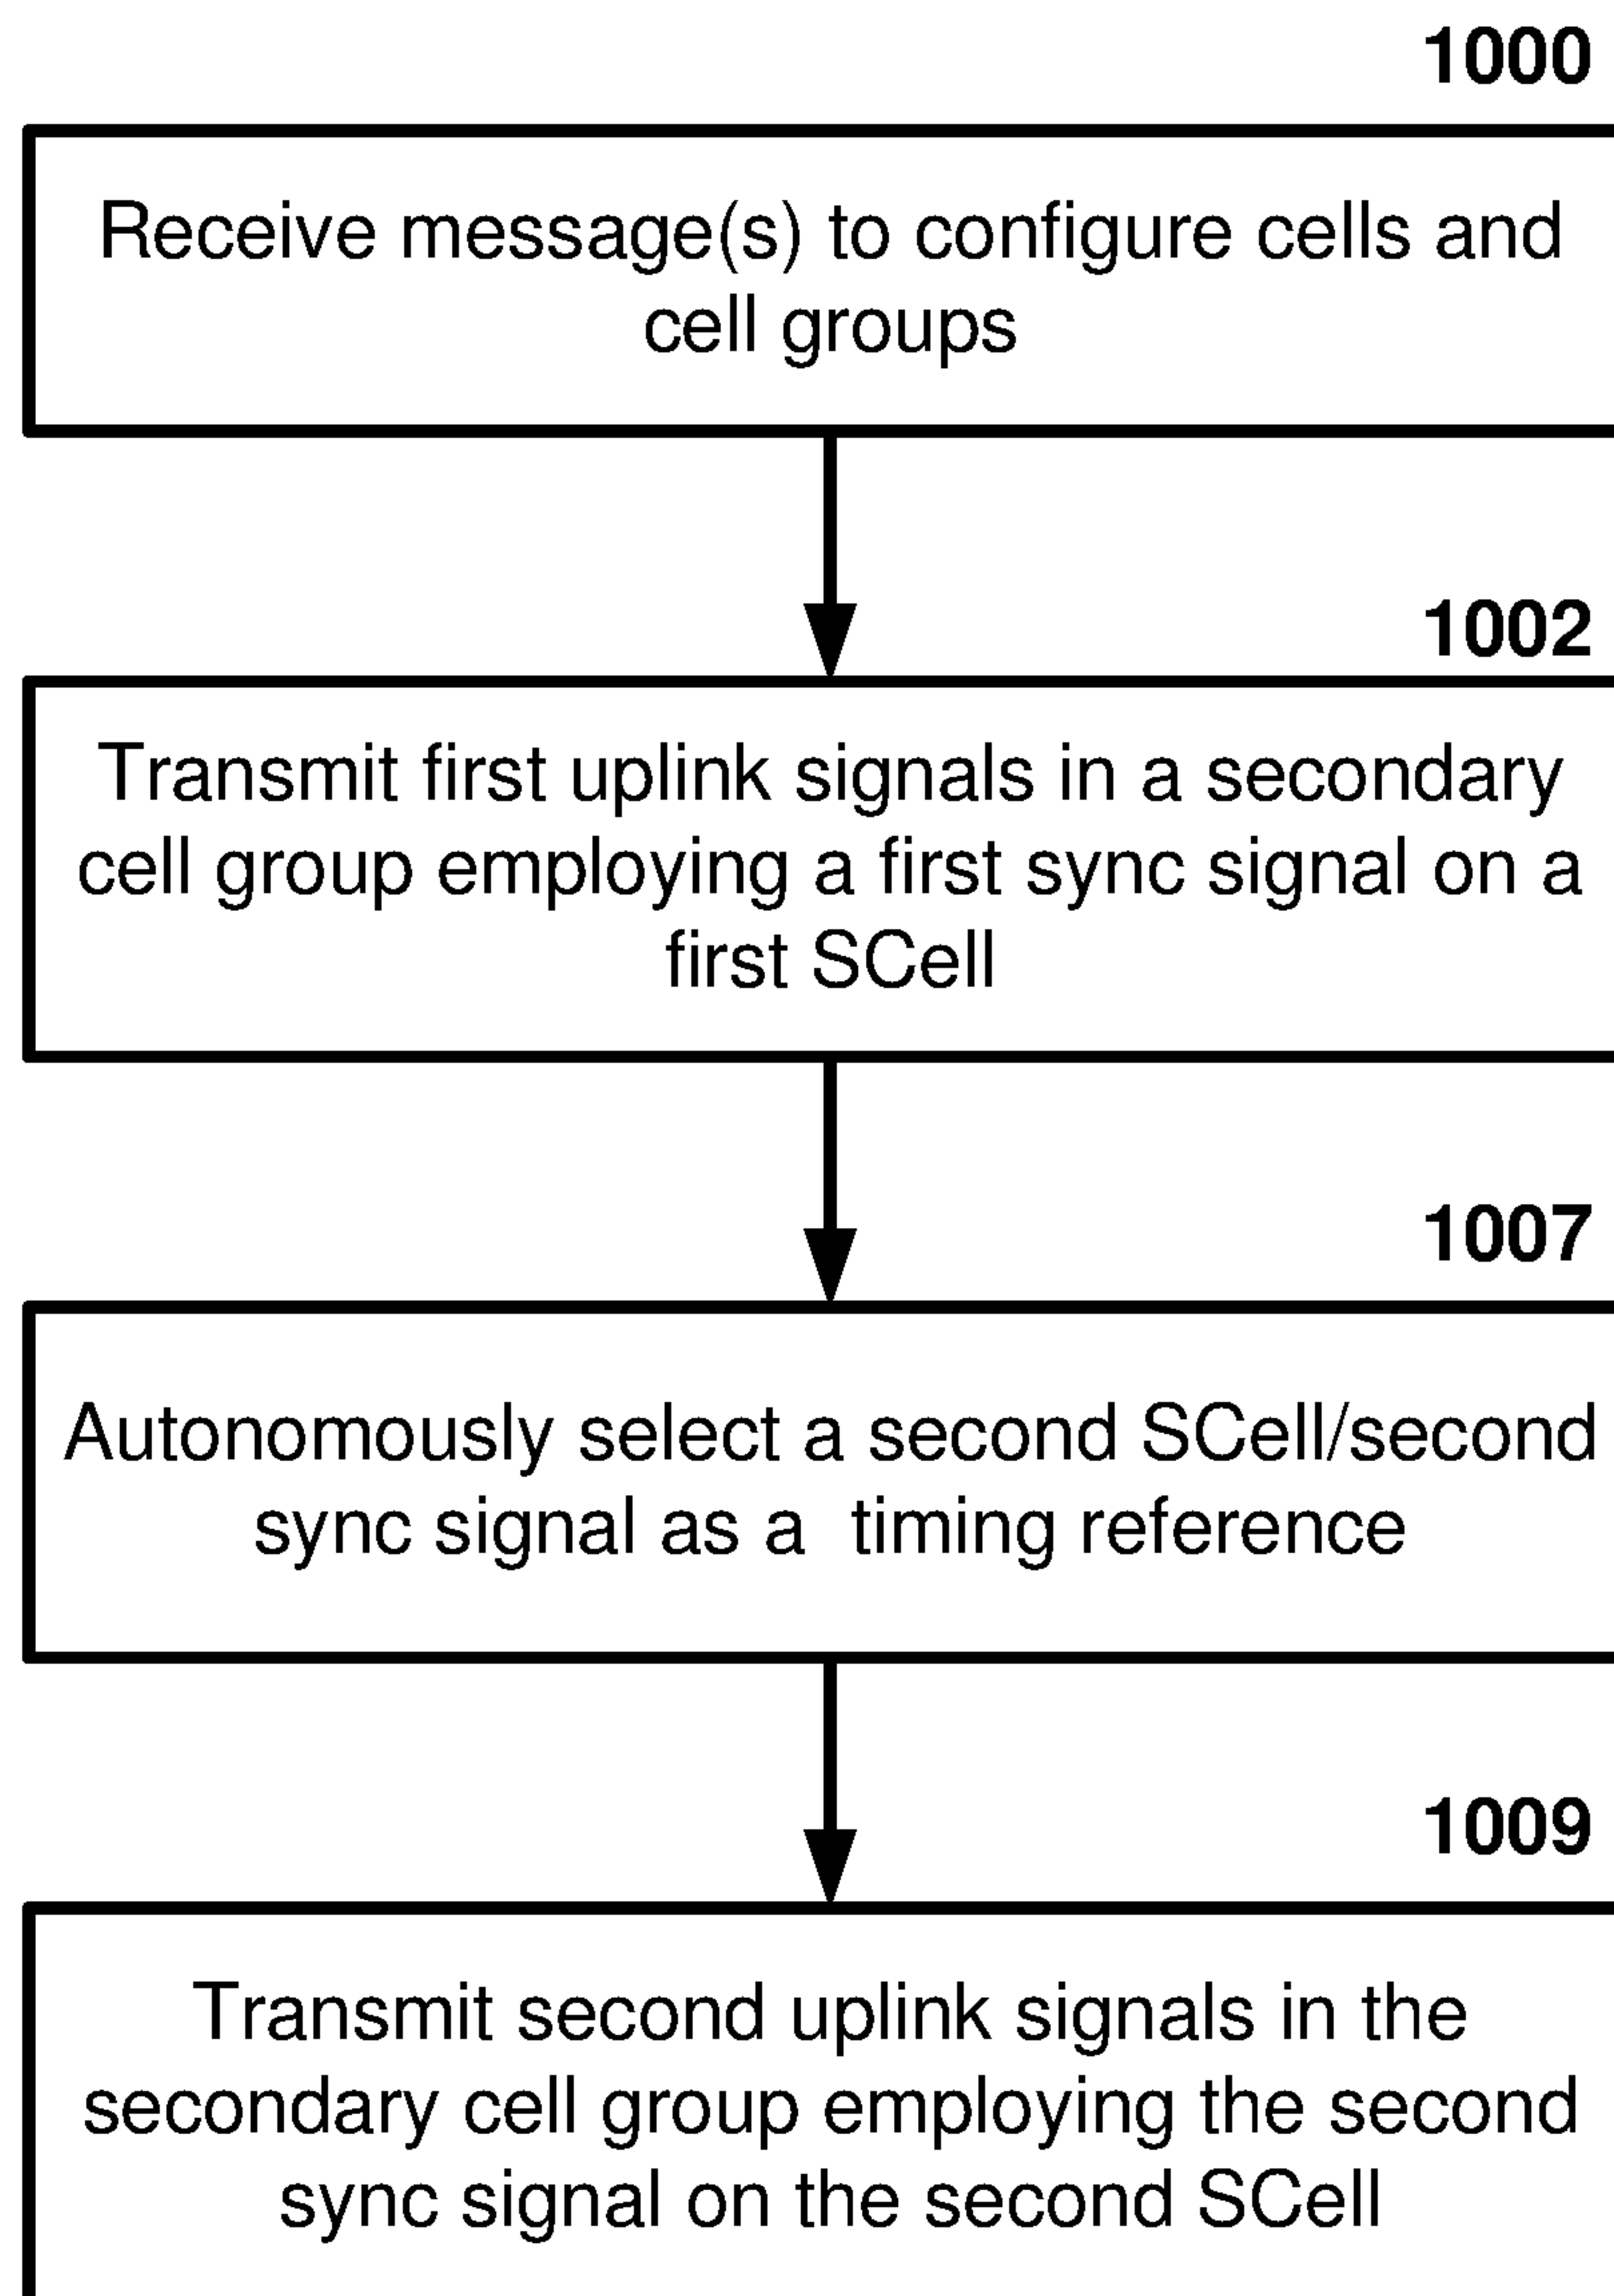 1000
Receive message(s) to configure cells and
cell groups
1002
Transmit first uplink signals in a secondary
cell group employing a first sync signal on a
first SCell
1007
Autonomously select a second SCell/second
sync signal as a timing reference
1009
Transmit second uplink signals in the
secondary cell group employing the second
sync signal on the second SCell